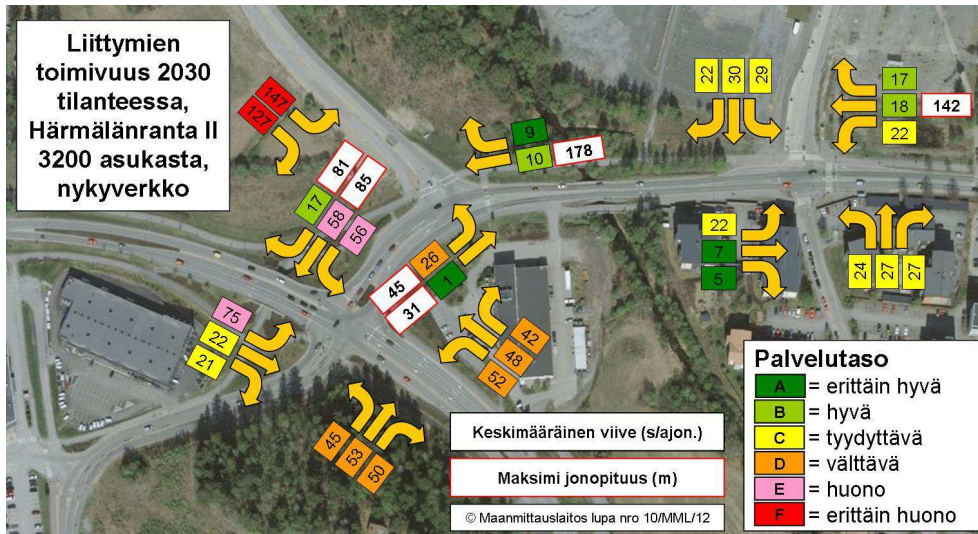 Liittymien
toimivuus 2030
tilanteessa,
Härmälänranta II
3200 asukasta,
nykyverkko
147
127
81
85
17
58
56
9
10
178
22
30
29
17
18
142
22
26
1
45
31
22
7
5
24
27
27
75
22
21
42
48
52
45
53
50
Keskimääräinen viive (s/ajon.)
Maksimi jonopituus (m)
© Maanmittauslaitos lupa nro 10/MML/12
Palvelutaso
A = erittäin hyvä
B = hyvä
C = tyydyttävä
D = välttävä
E = huono
F = erittäin huono